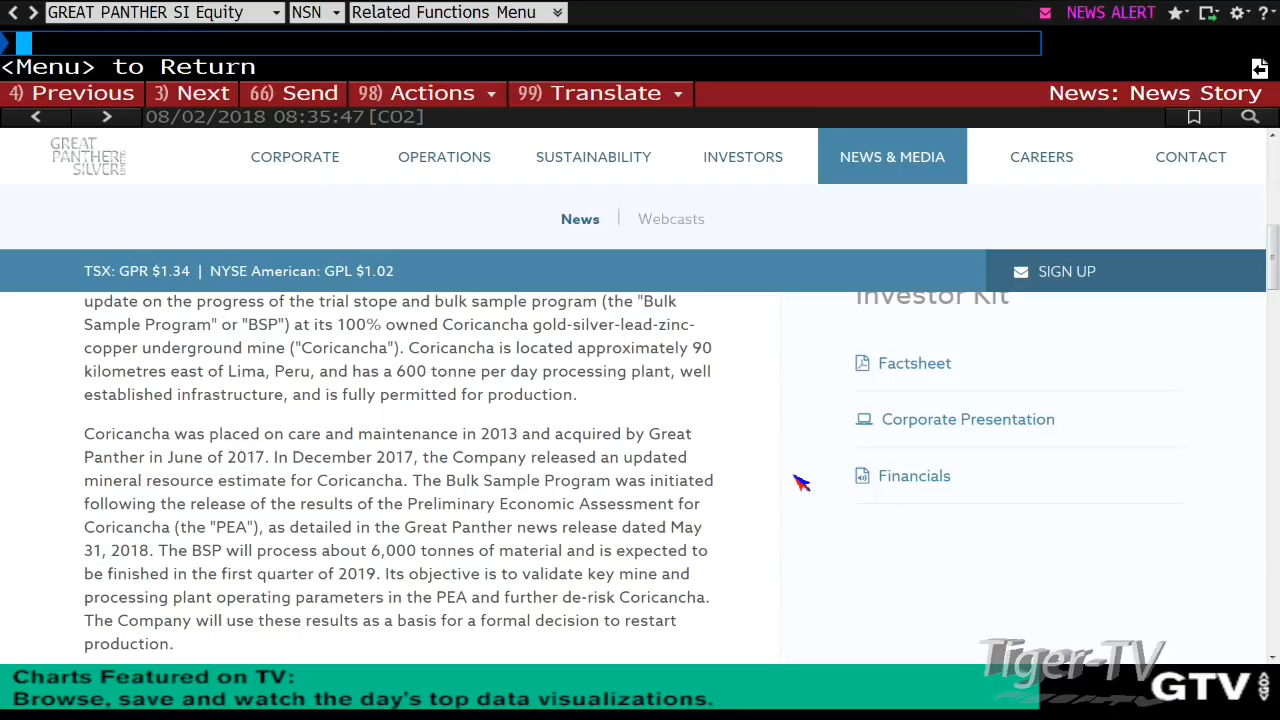 GREAT PANTHER SI Equity NSN Related Functions Menu NEWS ALERT ?
<Menu> to Return
4) Previous 3) Next 66) Send 98) Actions 99) Translate News: News Story
08/02/2018 08:35:47 [CO2]
GREAT
PANTHER
SILVER
CORPORATE OPERATIONS SUSTAINABILITY INVESTORS NEWS & MEDIA CAREERS CONTACT
News | Webcasts
TSX: GPR $1.34 | NYSE American: GPL $1.02 SIGN UP
update on the progress of the trial stope and bulk sample program (the "Bulk
Sample Program" or "BSP") at its 100% owned Coricancha gold-silver-lead-zinc-
copper underground mine ("Coricancha"). Coricancha is located approximately 90
kilometres east of Lima, Peru, and has a 600 tonne per day processing plant, well
established infrastructure, and is fully permitted for production.
Coricancha was placed on care and maintenance in 2013 and acquired by Great
Panther in June of 2017. In December 2017, the Company released an updated
mineral resource estimate for Coricancha. The Bulk Sample Program was initiated
following the release of the results of the Preliminary Economic Assessment for
Coricancha (the "PEA"), as detailed in the Great Panther news release dated May
31, 2018. The BSP will process about 6,000 tonnes of material and is expected to
be finished in the first quarter of 2019. Its objective is to validate key mine and
processing plant operating parameters in the PEA and further de-risk Coricancha.
The Company will use these results as a basis for a formal decision to restart
production.
Investor Kit
Factsheet
Corporate Presentation
Financials
Charts Featured on TV:
Browse, save and watch the day's top data visualizations.
Tiger-TV
GTV